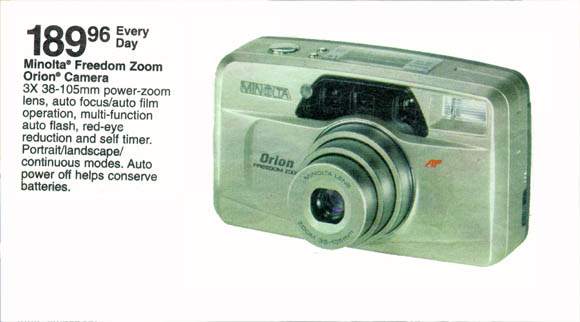 189⁹⁶ Every Day
Minolta® Freedom Zoom
Orion® Camera
3X 38-105mm power-zoom
lens, auto focus/auto film
operation, multi-function
auto flash, red-eye
reduction and self timer.
Portrait/landscape/
continuous modes. Auto
power off helps conserve
batteries.
MINOLTA
Orion
FREEDOM ZOOM
AF
MINOLTA LENS
ZOOM 38-105mm